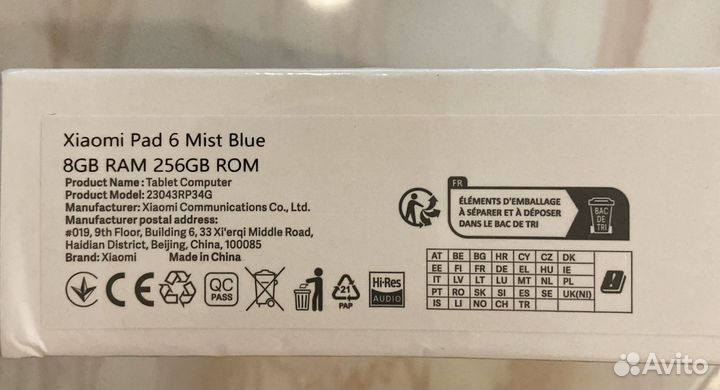 Xiaomi Pad 6 Mist Blue
8GB RAM 256GB ROM
Product Name: Tablet Computer
Product Model: 23043RP34G
Manufacturer: Xiaomi Communications Co., Ltd.
Manufacturer postal address:
#019, 9th Floor, Building 6, 33 Xi'erqi Middle Road,
Haidian District, Beijing, China, 100085
Brand: Xiaomi Made in China
CE
QC
PASS
21
PAP
Hi-Res
AUDIO
FR
ÉLÉMENTS D'EMBALLAGE
À SÉPARER ET À DÉPOSER
DANS LE BAC DE TRI
BAC
DE TRI
AT BE BG HR CY CZ DK
EE FI FR DE EL HU IE
IT LV LT LU MT NL PL
PT RO SK SI ES SE UK(NI)
IS LI NO CH TR
Avito